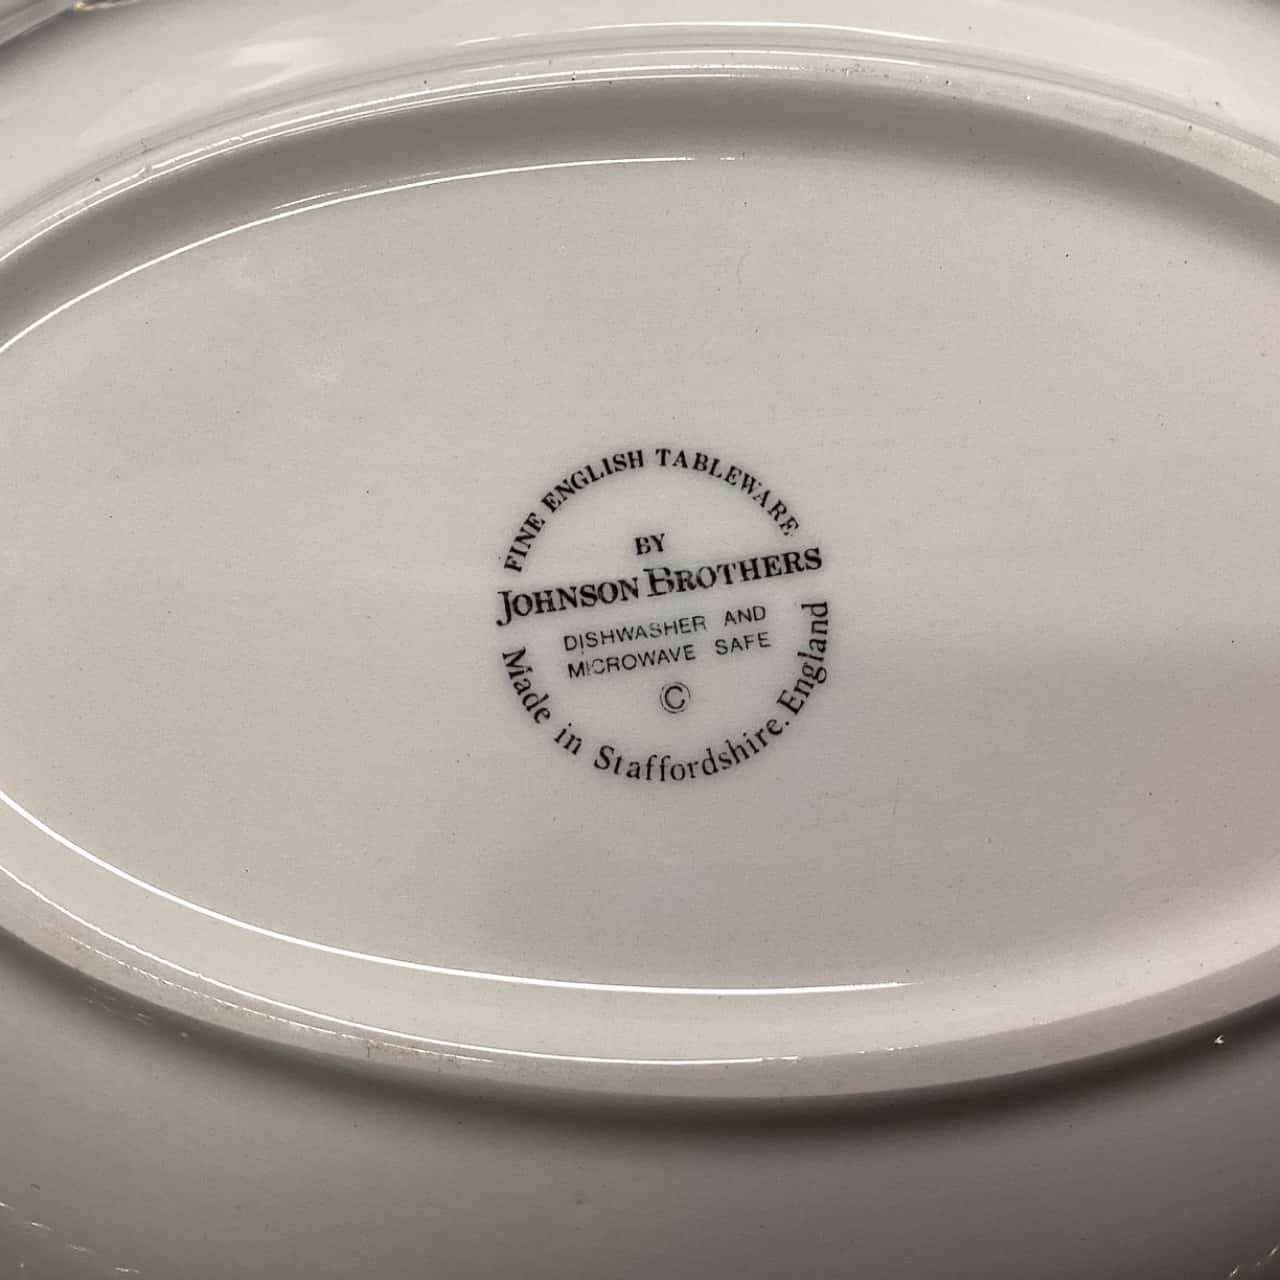 FINE ENGLISH TABLEWARE
BY
JOHNSON BROTHERS
DISHWASHER AND
MICROWAVE SAFE
©
Made in Staffordshire. England